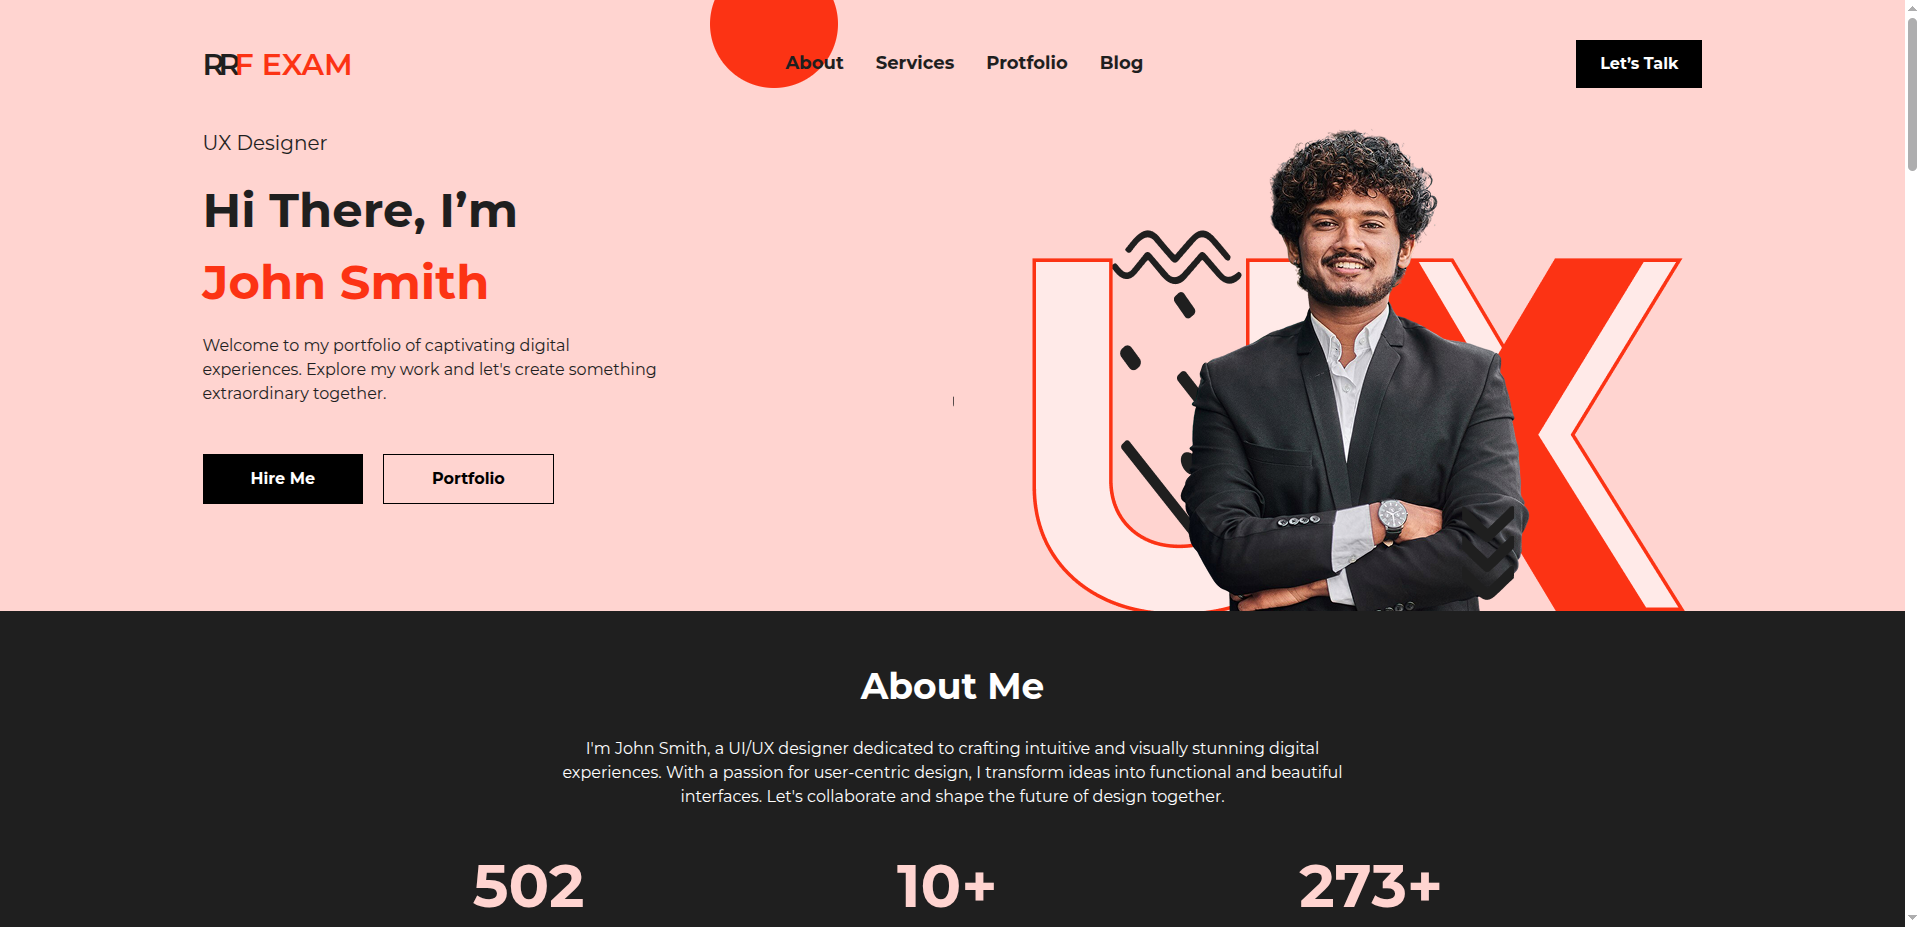 RRF EXAM
About Services Protfolio Blog
Let's Talk
UX Designer
Hi There, I’m
John Smith
Welcome to my portfolio of captivating digital
experiences. Explore my work and let's create something
extraordinary together.
Hire Me
Portfolio
UX
About Me
I'm John Smith, a UI/UX designer dedicated to crafting intuitive and visually stunning digital
experiences. With a passion for user-centric design, I transform ideas into functional and beautiful
interfaces. Let's collaborate and shape the future of design together.
502 10+ 273+